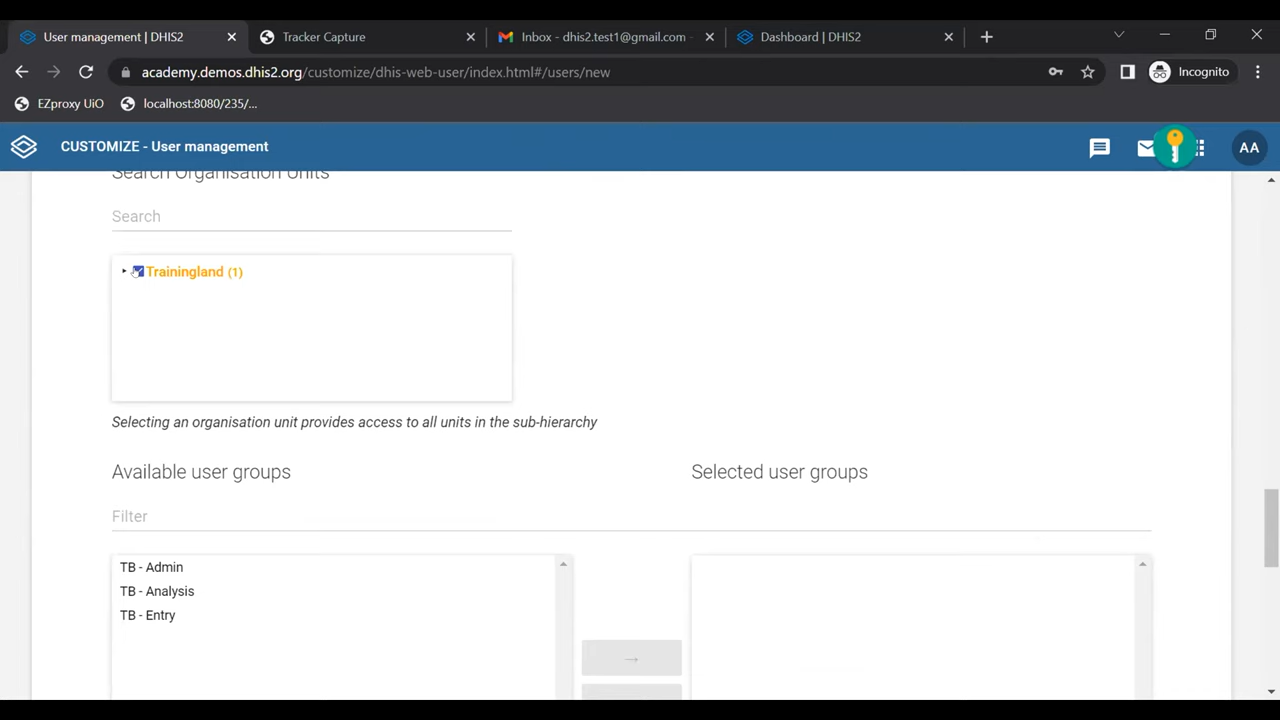 User management | DHIS2
Tracker Capture
Inbox - dhis2.test1@gmail.com -
Dashboard | DHIS2
academy.demos.dhis2.org/customize/dhis-web-user/index.html#/users/new
Incognito
EZproxy UiO
localhost:8080/235/...
CUSTOMIZE - User management
AA
Search Organisation Units
Search
Trainingland (1)
Selecting an organisation unit provides access to all units in the sub-hierarchy
Available user groups
Selected user groups
Filter
TB - Admin
TB - Analysis
TB - Entry